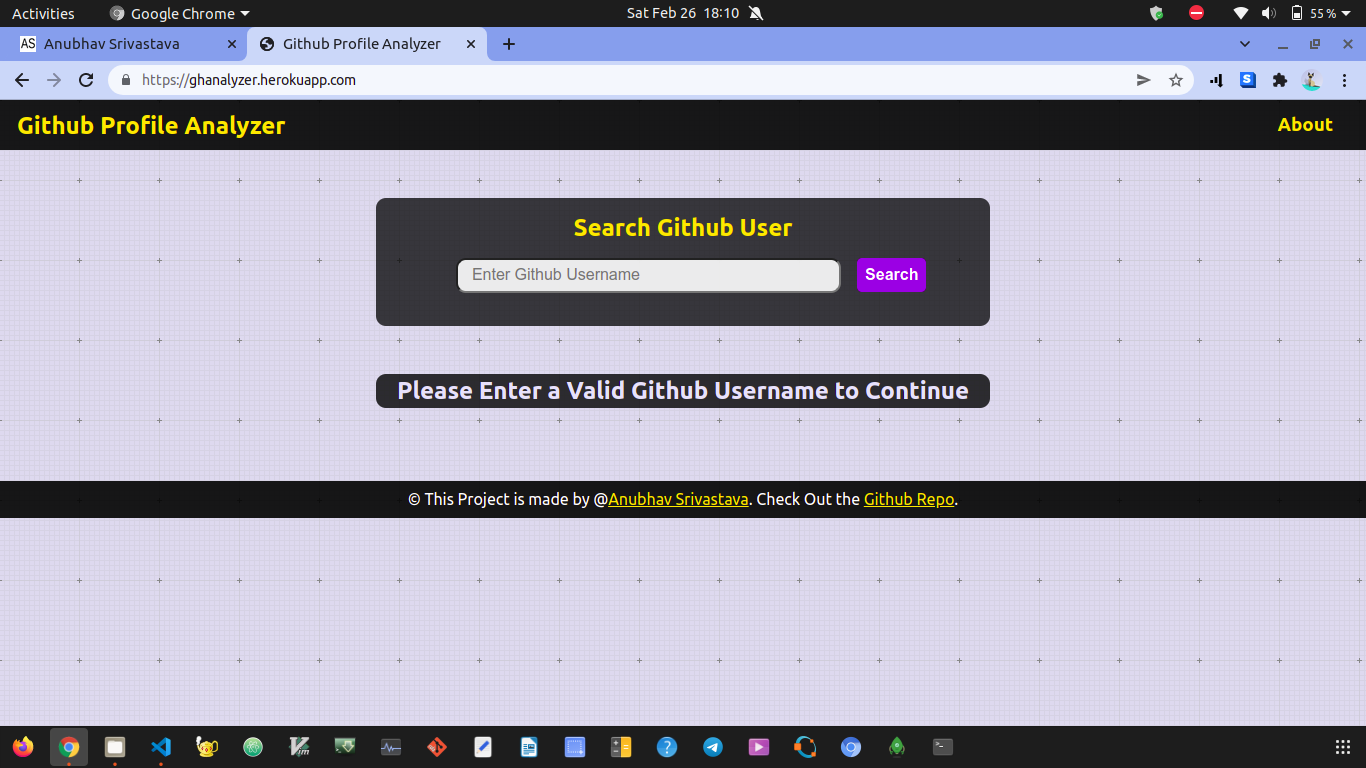 Activities
Google Chrome
Sat Feb 26 18:10
55 %
AS
Anubhav Srivastava
Github Profile Analyzer
https://ghanalyzer.herokuapp.com
Github Profile Analyzer
About
Search Github User
Enter Github Username
Search
Please Enter a Valid Github Username to Continue
© This Project is made by @Anubhav Srivastava. Check Out the Github Repo.